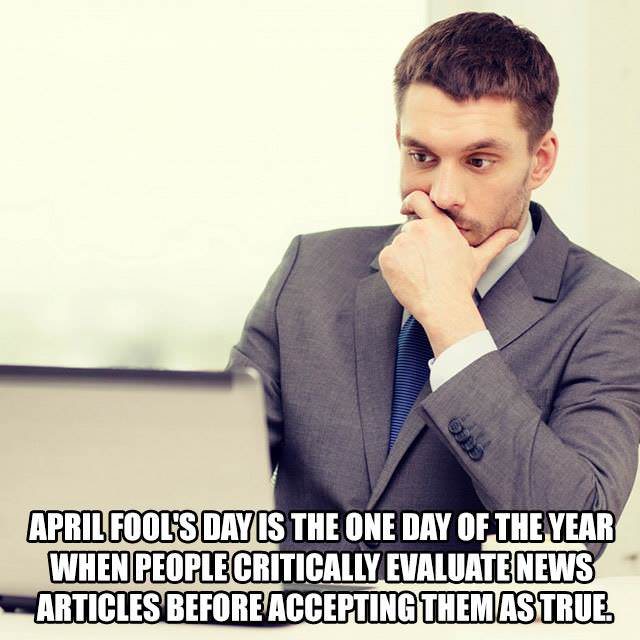 APRIL FOOL'S DAY IS THE ONE DAY OF THE YEAR
WHEN PEOPLE CRITICALLY EVALUATE NEWS
ARTICLES BEFORE ACCEPTING THEM AS TRUE.